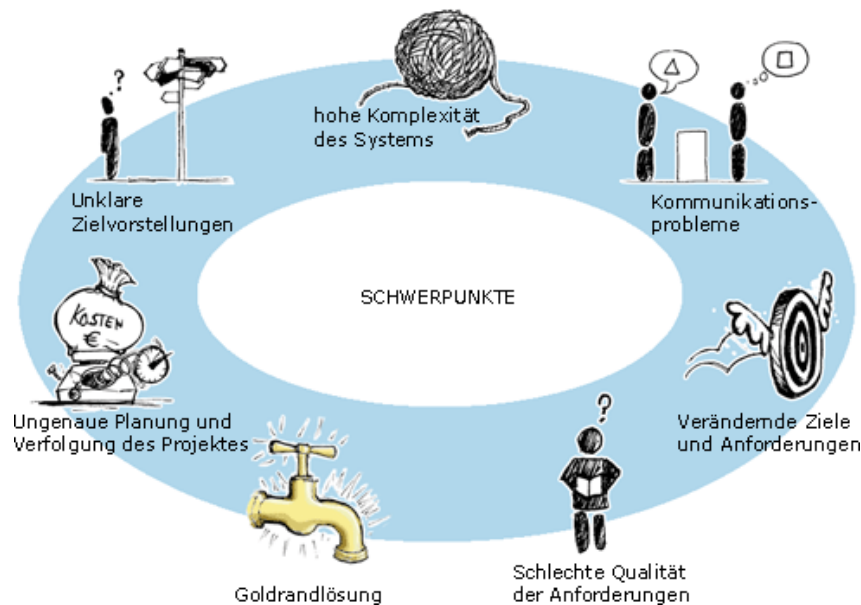 ?
hohe Komplexität
des Systems
Kommunikations-
probleme
Unklare
Zielvorstellungen
SCHWERPUNKTE
KOSTEN
€
Ungenaue Planung und
Verfolgung des Projektes
Verändernde Ziele
und Anforderungen
?
Goldrandlösung
Schlechte Qualität
der Anforderungen